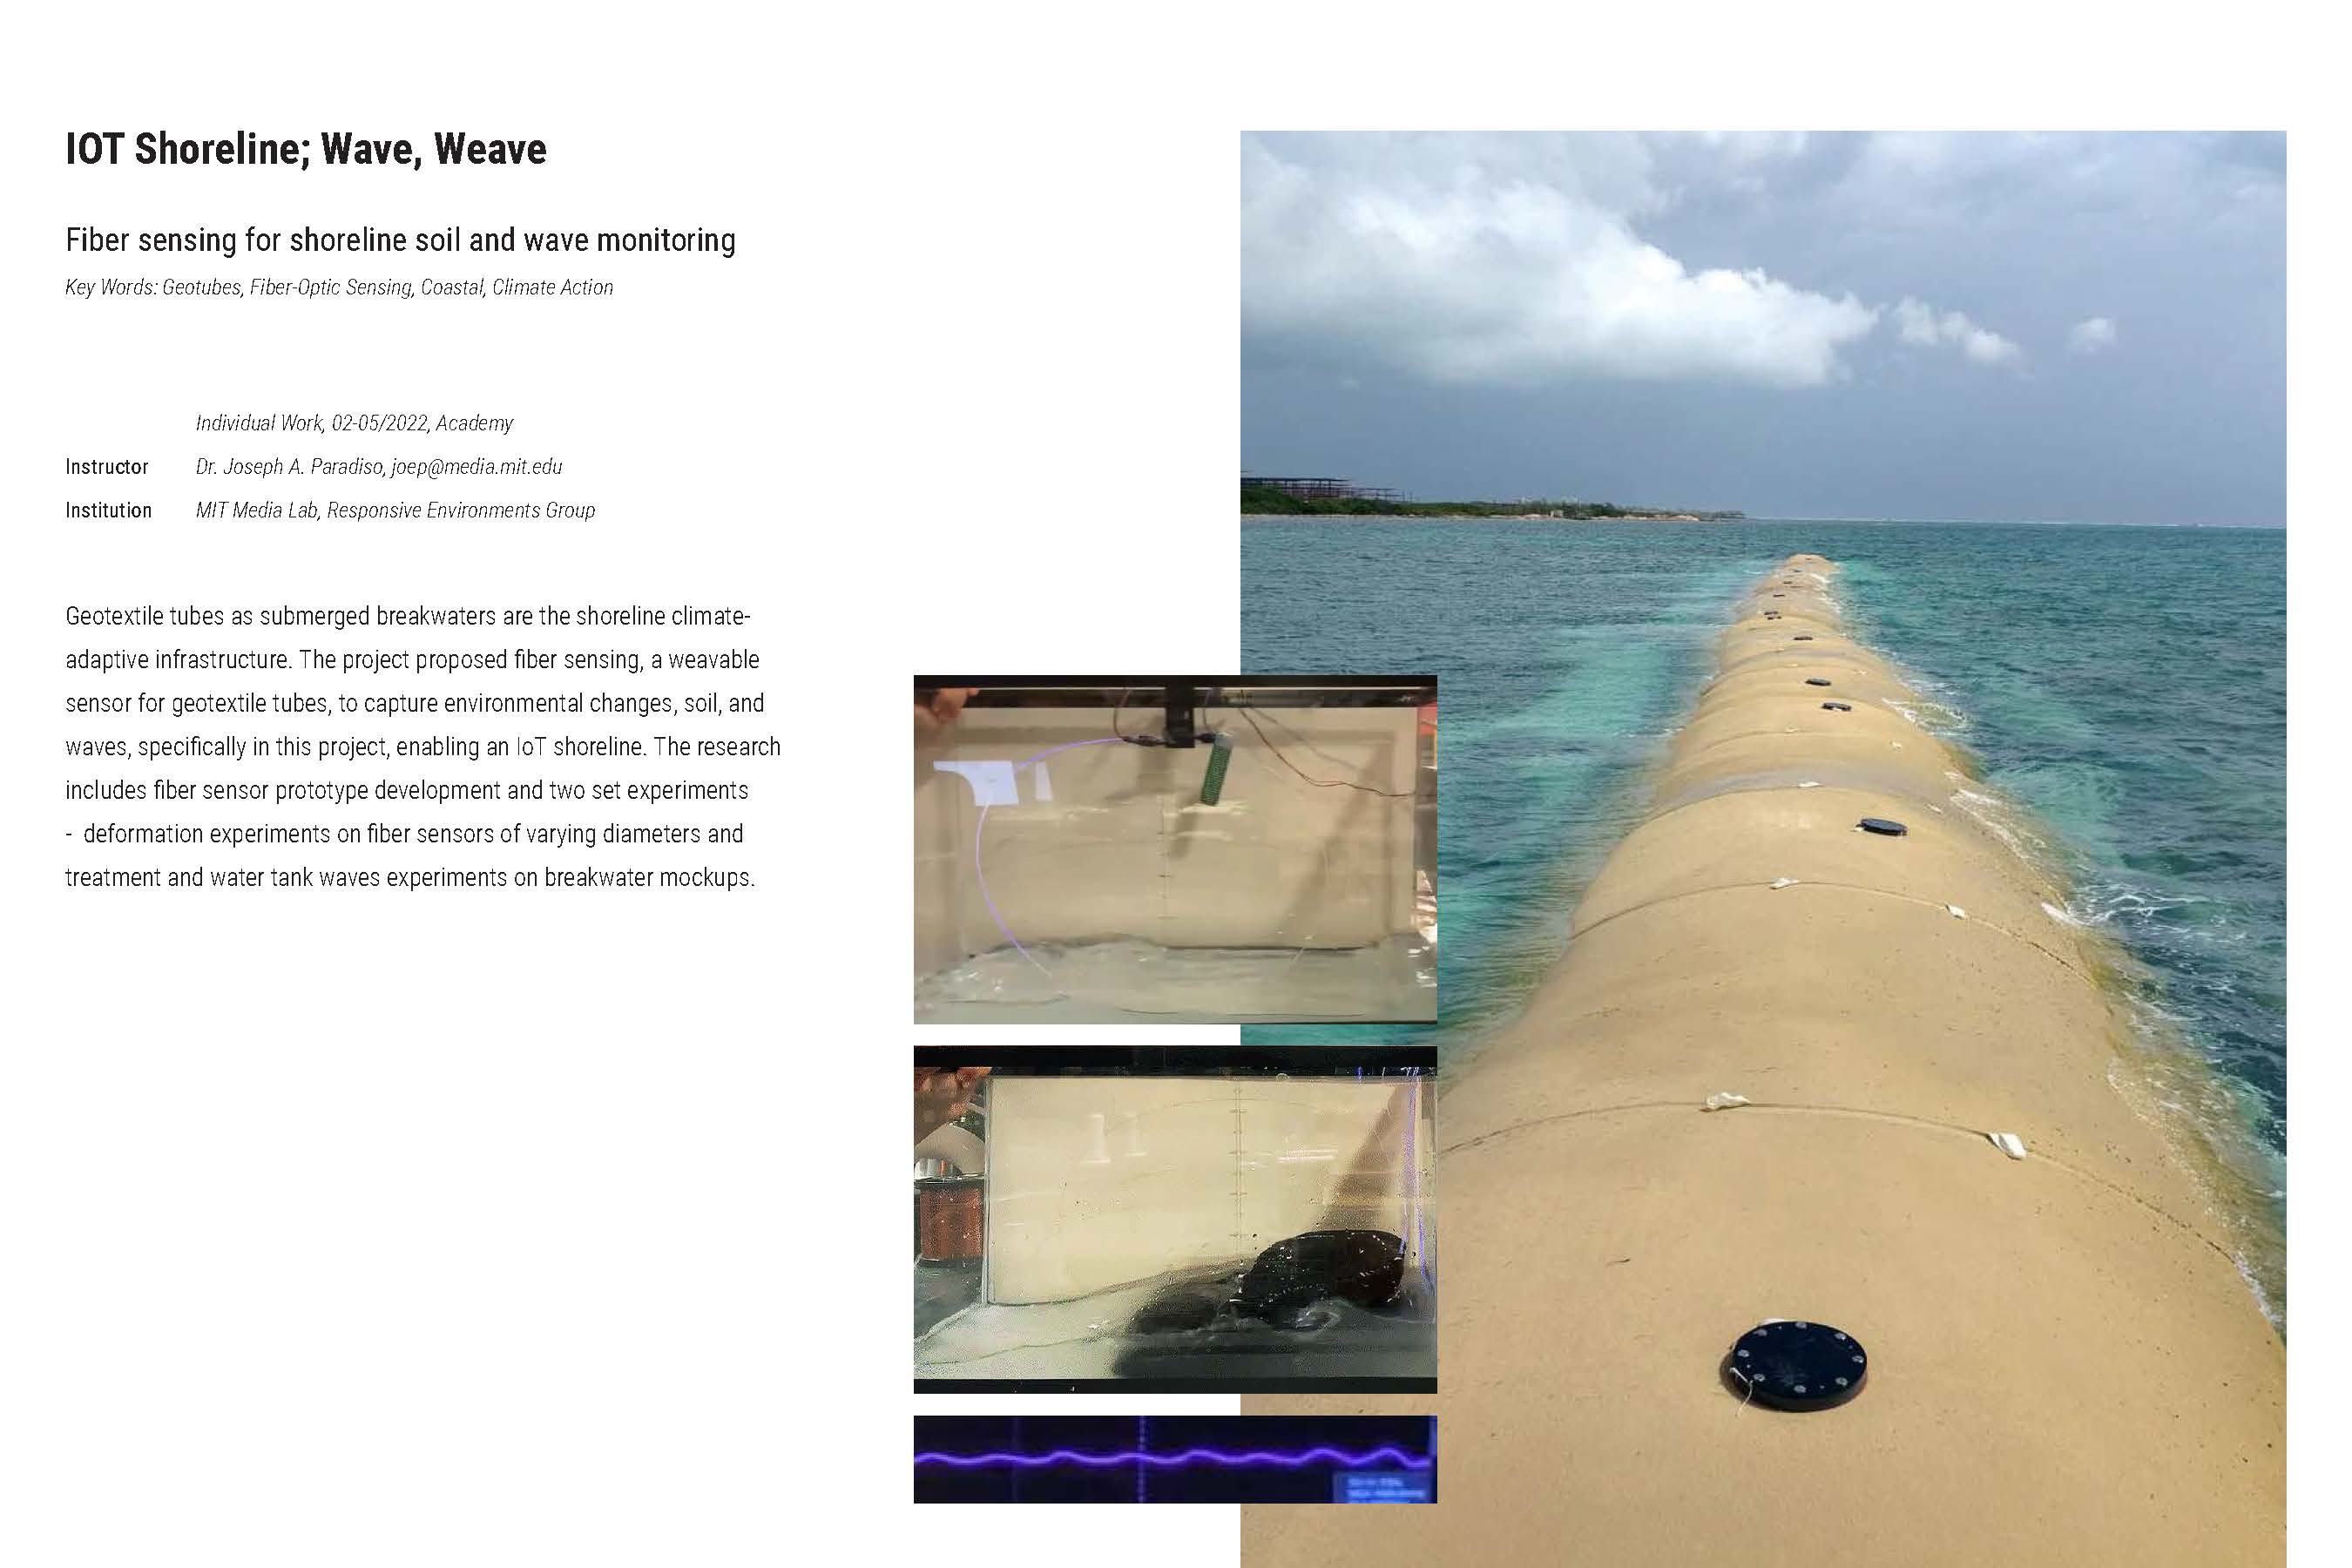 IOT Shoreline; Wave, Weave
Fiber sensing for shoreline soil and wave monitoring
Key Words: Geotubes, Fiber-Optic Sensing, Coastal, Climate Action
Individual Work, 02-05/2022, Academy
Instructor Dr. Joseph A. Paradiso, joep@media.mit.edu
Institution MIT Media Lab, Responsive Environments Group
Geotextile tubes as submerged breakwaters are the shoreline climate-
adaptive infrastructure. The project proposed fiber sensing, a weavable
sensor for geotextile tubes, to capture environmental changes, soil, and
waves, specifically in this project, enabling an IoT shoreline. The research
includes fiber sensor prototype development and two set experiments
- deformation experiments on fiber sensors of varying diameters and
treatment and water tank waves experiments on breakwater mockups.